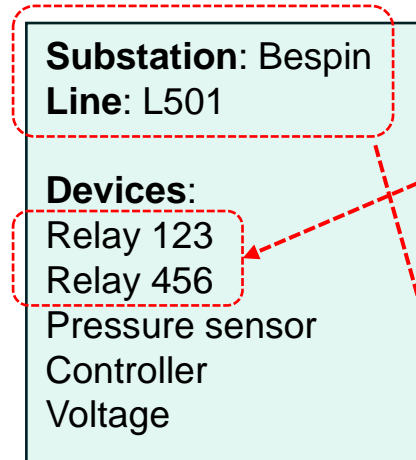 Substation: Bespin
Line: L501
Devices:
Relay 123
Relay 456
Pressure sensor
Controller
Voltage